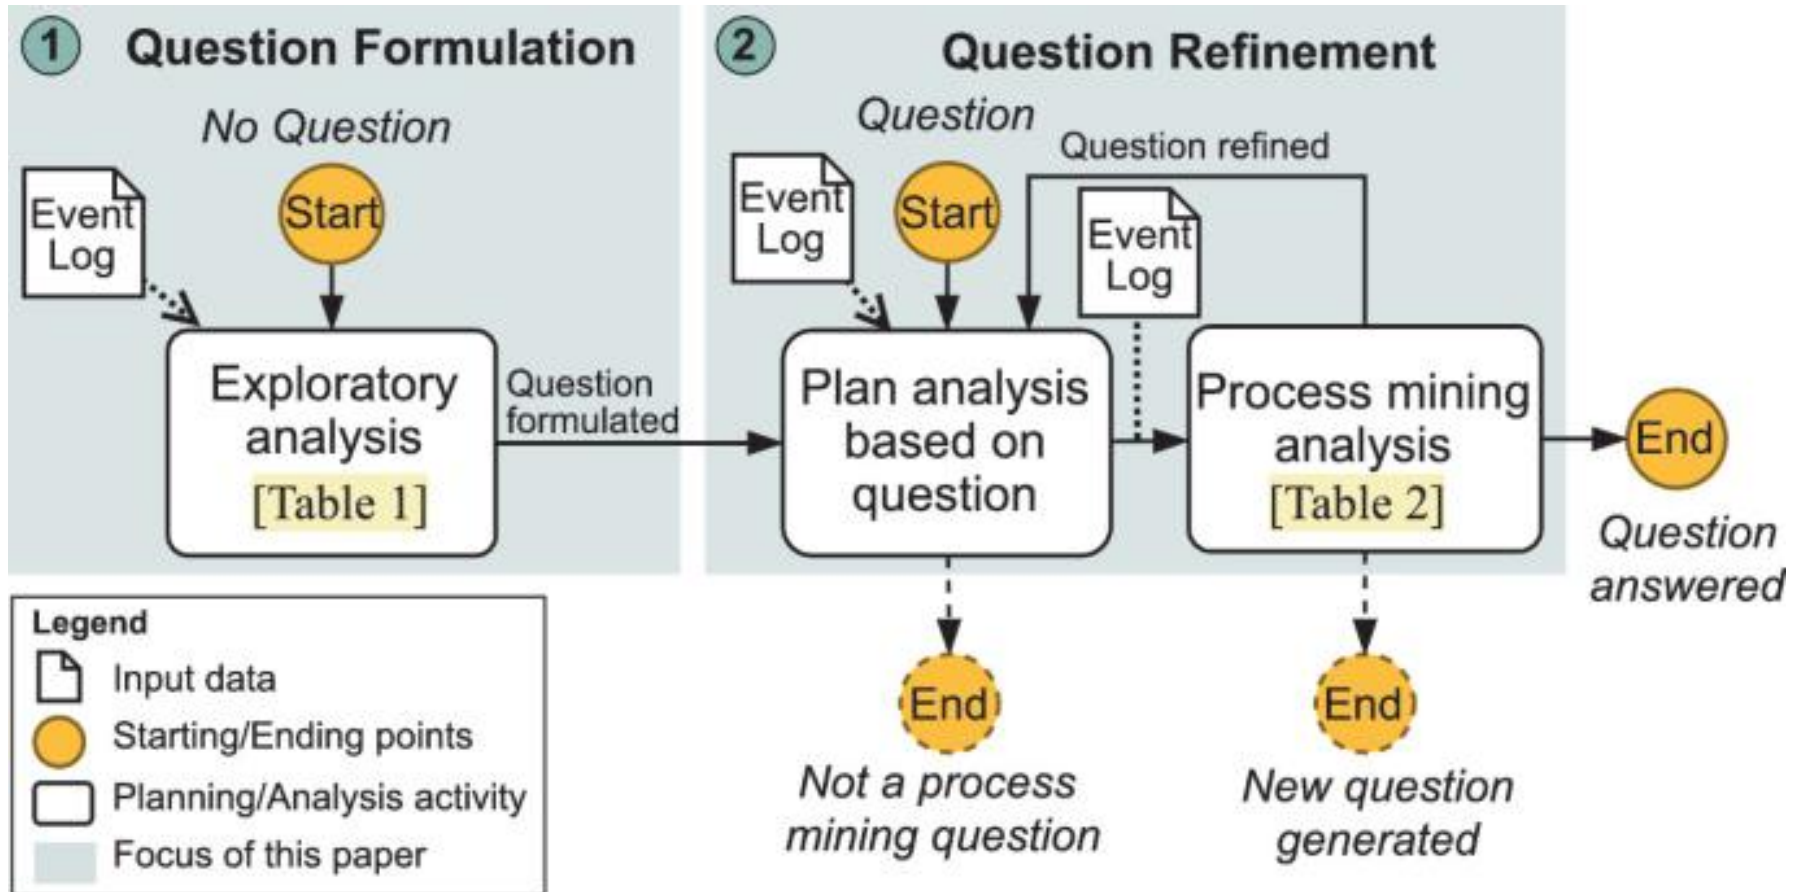 1 Question Formulation
No Question
Event
Log
Start
Exploratory
analysis
[Table 1]
Question
formulated
2 Question Refinement
Question
Question refined
Event
Log
Start
Event
Log
Plan analysis
based on
question
Process mining
analysis
[Table 2]
End
Question
answered
End
Not a process
mining question
End
New question
generated
Legend
Input data
Starting/Ending points
Planning/Analysis activity
Focus of this paper